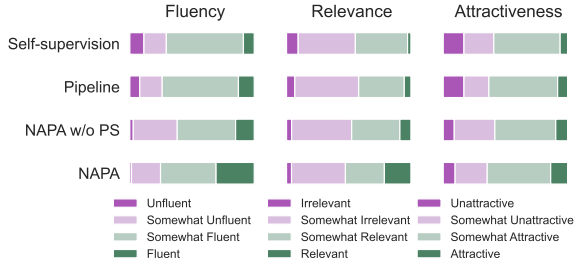 Fluency Relevance Attractiveness
Self-supervision
Pipeline
NAPA w/o PS
NAPA
Unfluent Irrelevant Unattractive
Somewhat Unfluent Somewhat Irrelevant Somewhat Unattractive
Somewhat Fluent Somewhat Relevant Somewhat Attractive
Fluent Relevant Attractive